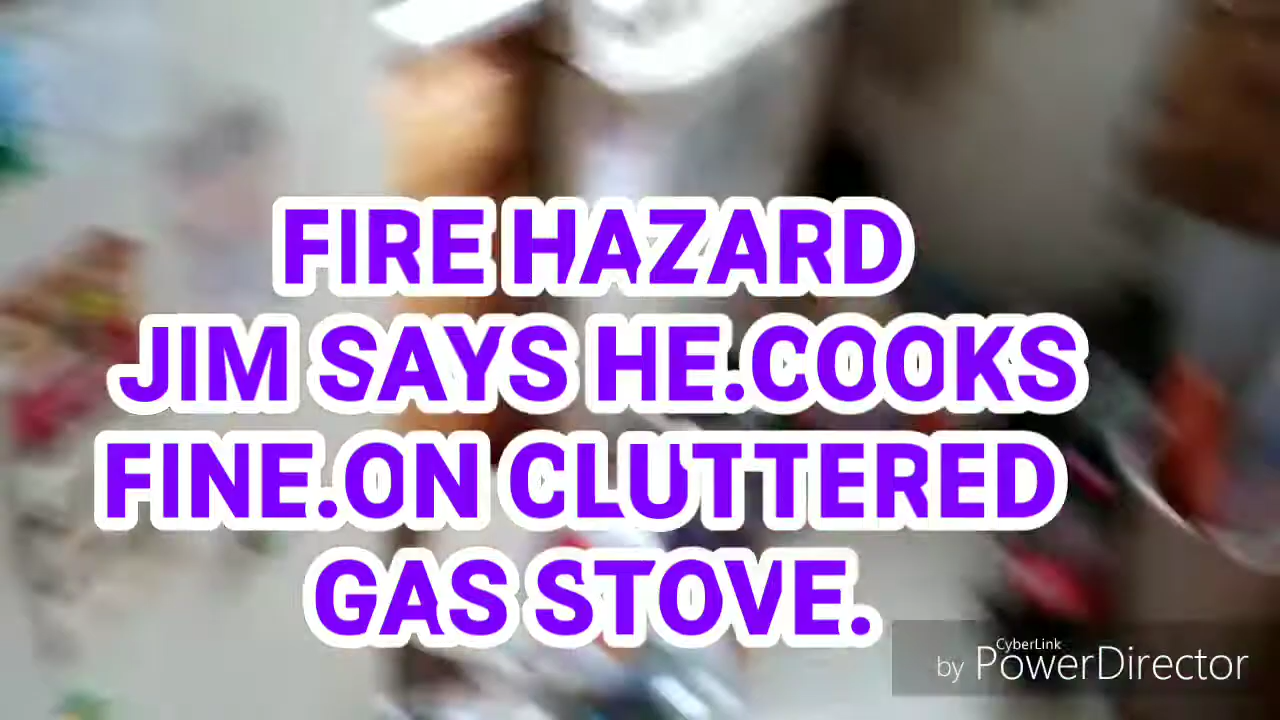 FIRE HAZARD
JIM SAYS HE.COOKS
FINE.ON CLUTTERED
GAS STOVE.
CyberLink
by PowerDirector